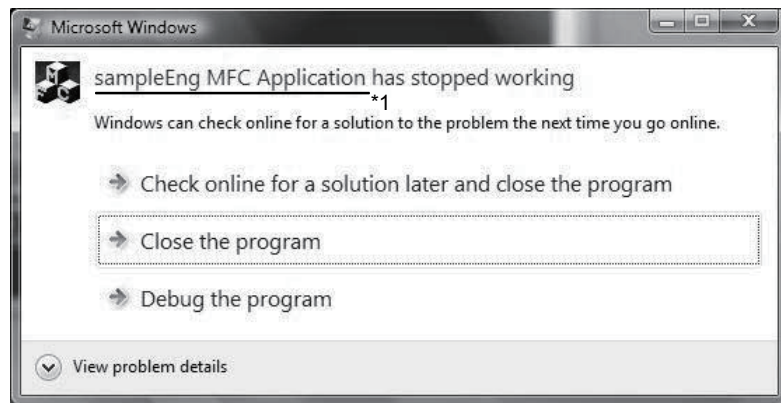 Microsoft Windows
sampleEng MFC Application has stopped working
*1
Windows can check online for a solution to the problem the next time you go online.
Check online for a solution later and close the program
Close the program
Debug the program
View problem details